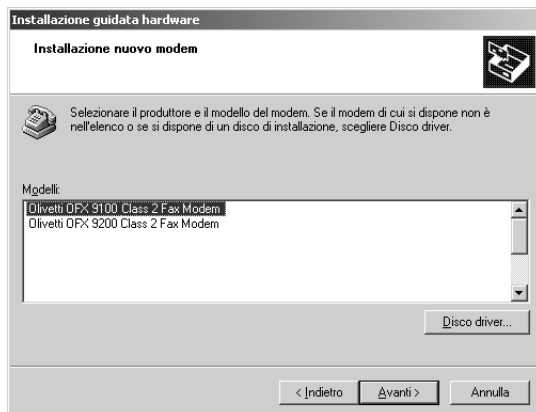 Installazione guidata hardware
Installazione nuovo modem
Selezionare il produttore e il modello del modem. Se il modem di cui si dispone non è
nell'elenco o se si dispone di un disco di installazione, scegliere Disco driver.
Modelli:
Olivetti OFX 9100 Class 2 Fax Modem
Olivetti OFX 9200 Class 2 Fax Modem
Disco driver...
< Indietro
Avanti >
Annulla